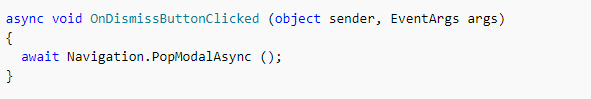 async void OnDismissButtonClicked (object sender, EventArgs args)
{
  await Navigation.PopModalAsync ();
}